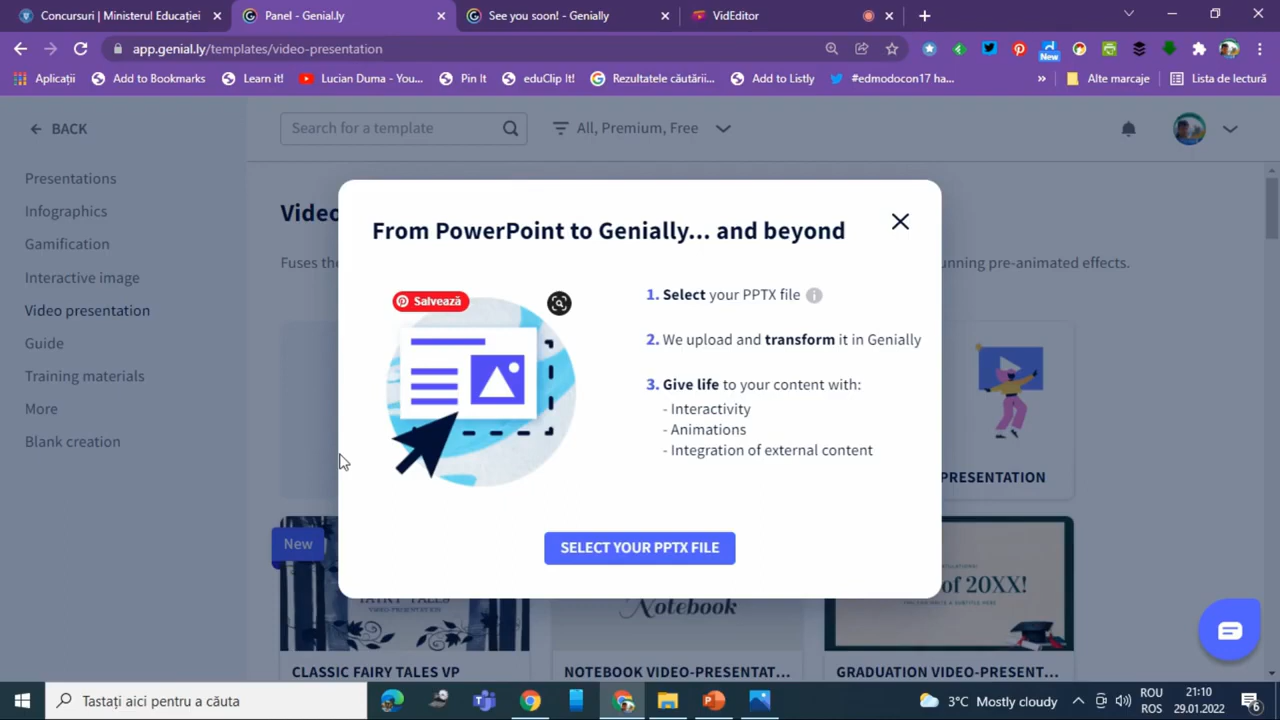 Concursuri | Ministerul Educației
Panel - Genial.ly
See you soon! - Genially
VidEditor
app.genial.ly/templates/video-presentation
New
Aplicații
Add to Bookmarks
Learn it!
Lucian Duma - You...
Pin It
eduClip It!
Rezultatele căutării...
Add to Listly
#edmodocon17 ha...
»
Alte marcaje
Listă de lectură
BACK
Search for a template
All, Premium, Free
Presentations
Infographics
Gamification
Interactive image
Video presentation
Guide
Training materials
More
Blank creation
Video
Fuses the
unning pre-animated effects.
From PowerPoint to Genially... and beyond
Salvează
1. Select your PPTX file
2. We upload and transform it in Genially
3. Give life to your content with:
- Interactivity
- Animations
- Integration of external content
SELECT YOUR PPTX FILE
PRESENTATION
New
VIDEO-PRESENTATION
Notebook
of 20XX!
CLASSIC FAIRY TALES VP
NOTEBOOK VIDEO-PRESENTAT...
GRADUATION VIDEO-PRESENT...
Tastați aici pentru a căuta
3°C Mostly cloudy
ROU
ROS
21:10
29.01.2022
6